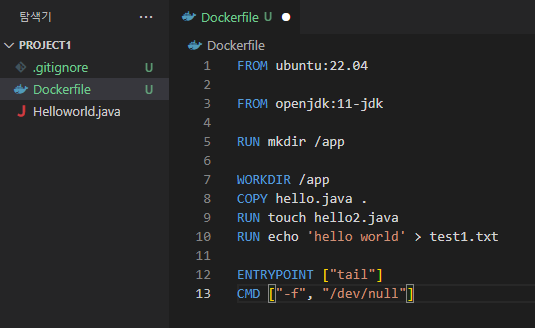 탐색기
PROJECT1
.gitignore U
Dockerfile U
Helloworld.java
Dockerfile U
Dockerfile
1 FROM ubuntu:22.04
2
3 FROM openjdk:11-jdk
4
5 RUN mkdir /app
6
7 WORKDIR /app
8 COPY hello.java .
9 RUN touch hello2.java
10 RUN echo 'hello world' > test1.txt
11
12 ENTRYPOINT ["tail"]
13 CMD ["-f", "/dev/null"]